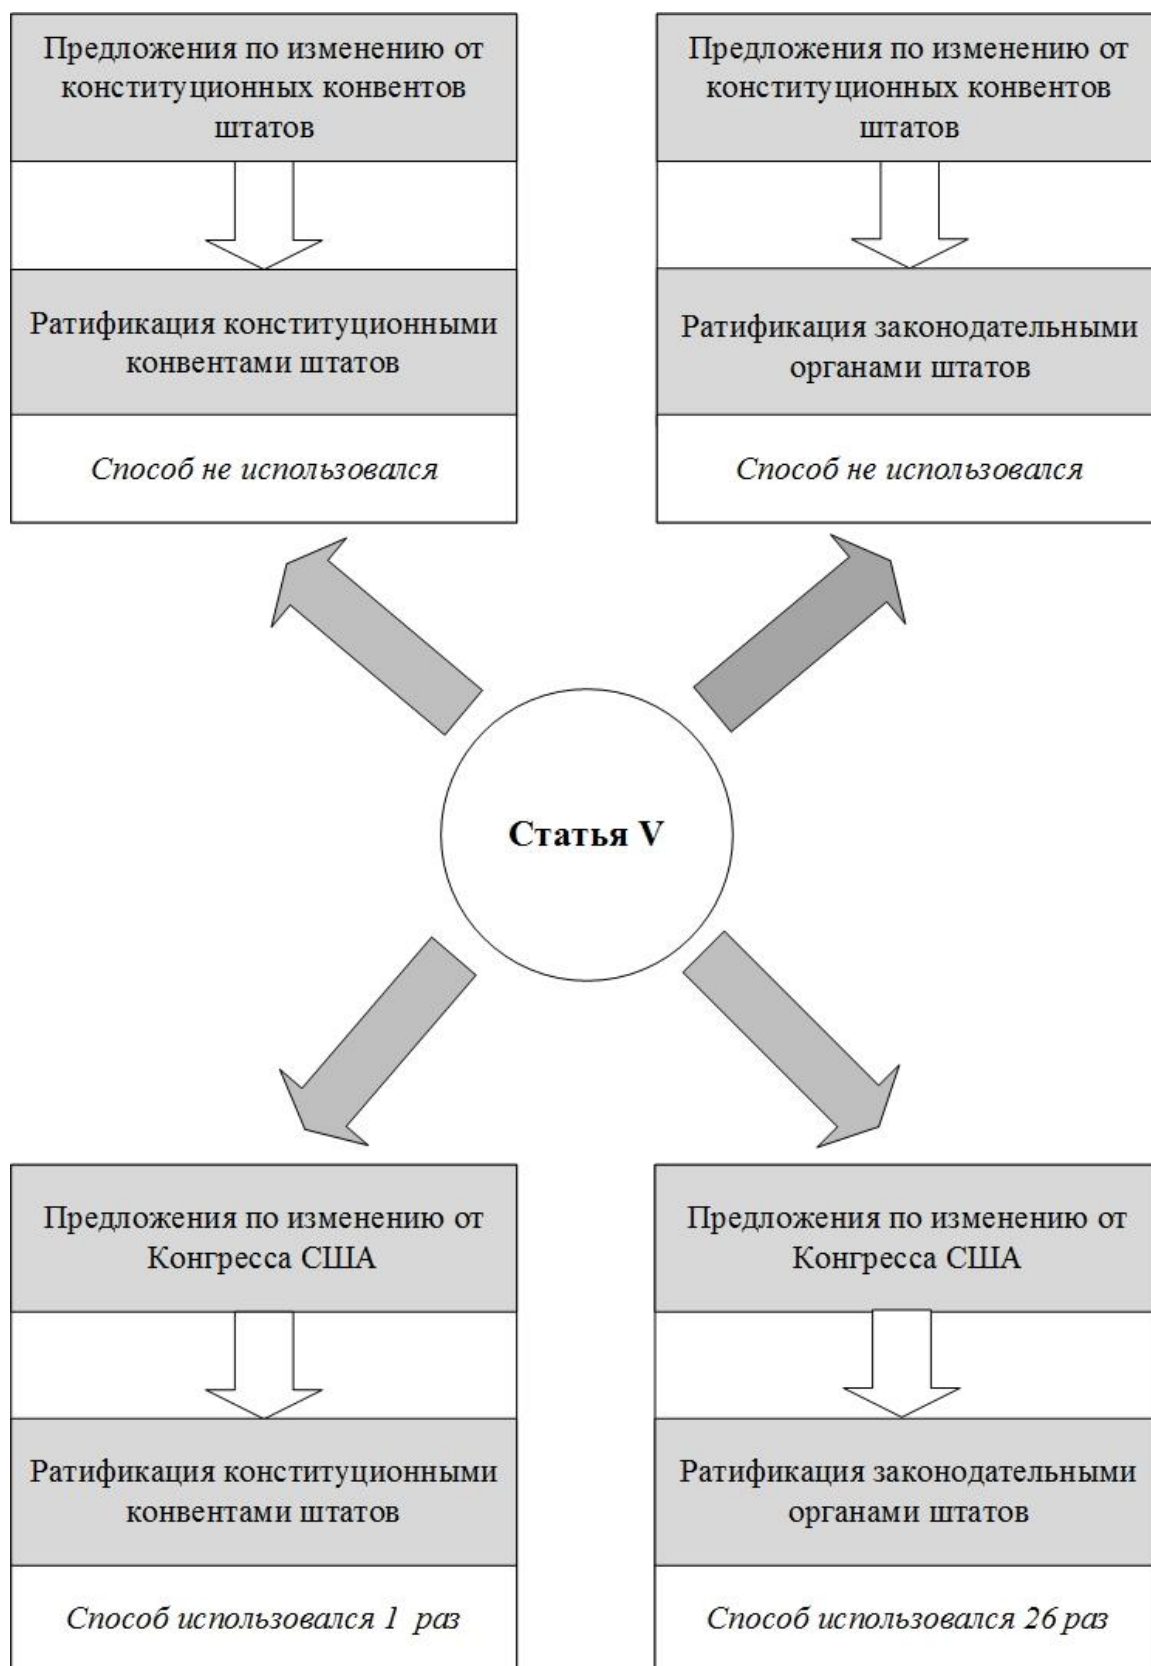 Предложения по изменению от
конституционных конвентов
штатов
Ратификация конституционными
конвентами штатов
Способ не использовался
Предложения по изменению от
конституционных конвентов
штатов
Ратификация законодательными
органами штатов
Способ не использовался
Статья V
Предложения по изменению от
Конгресса США
Ратификация конституционными
конвентами штатов
Способ использовался 1 раз
Предложения по изменению от
Конгресса США
Ратификация законодательными
органами штатов
Способ использовался 26 раз